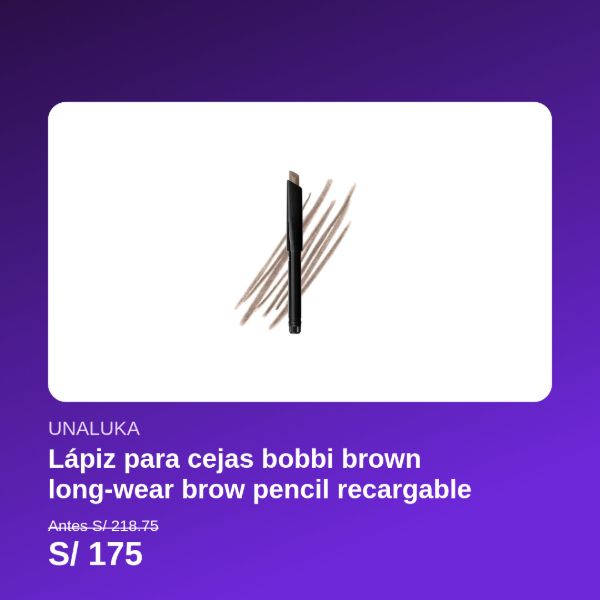 UNALUKA
Lápiz para cejas bobbi brown
long-wear brow pencil recargable
Antes S/ 218.75
S/ 175